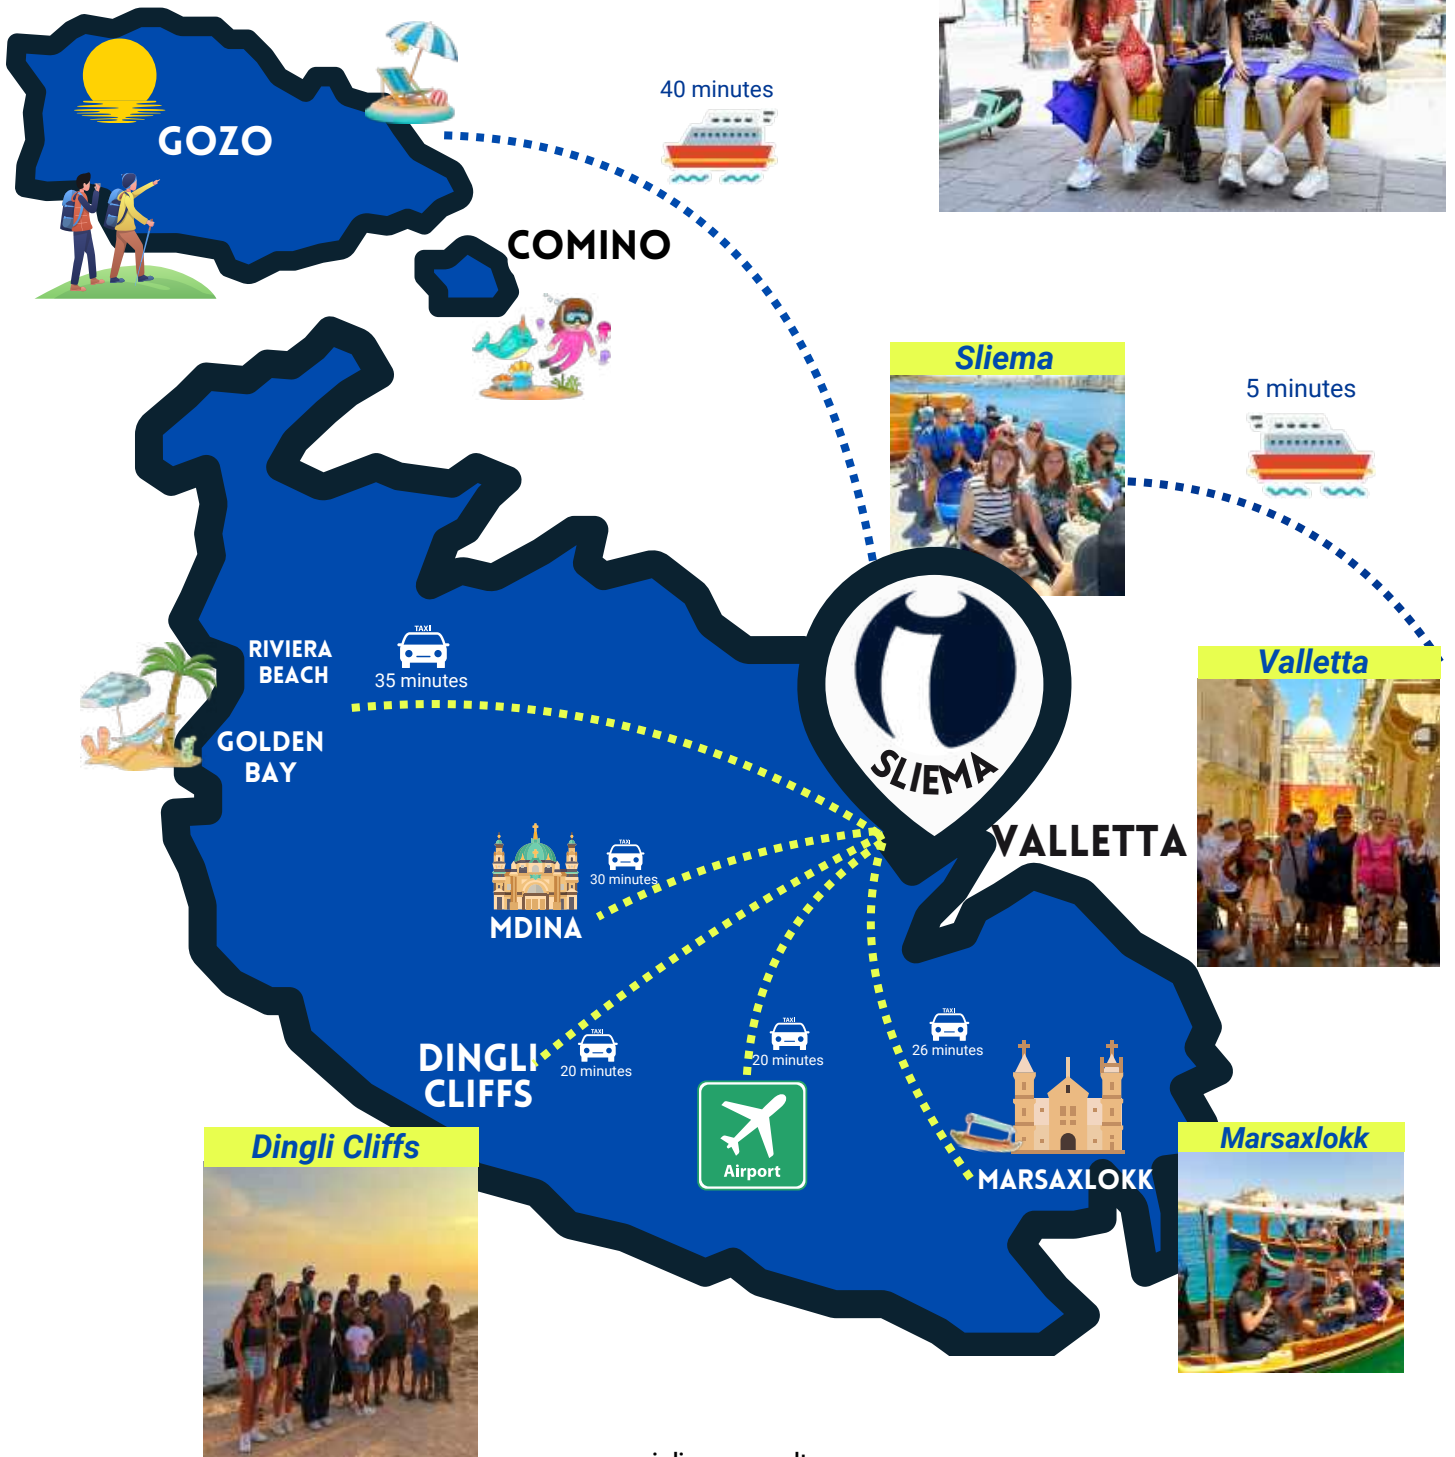 40 minutes
GOZO
COMINO
Sliema
5 minutes
TAXI
35 minutes
RIVIERA
BEACH
GOLDEN
BAY
SLIEMA
Valletta
VALLETTA
TAXI
30 minutes
MDINA
TAXI
20 minutes
DINGLI
CLIFFS
TAXI
20 minutes
TAXI
26 minutes
Airport
MARSAXLOKK
Dingli Cliffs
Marsaxlokk